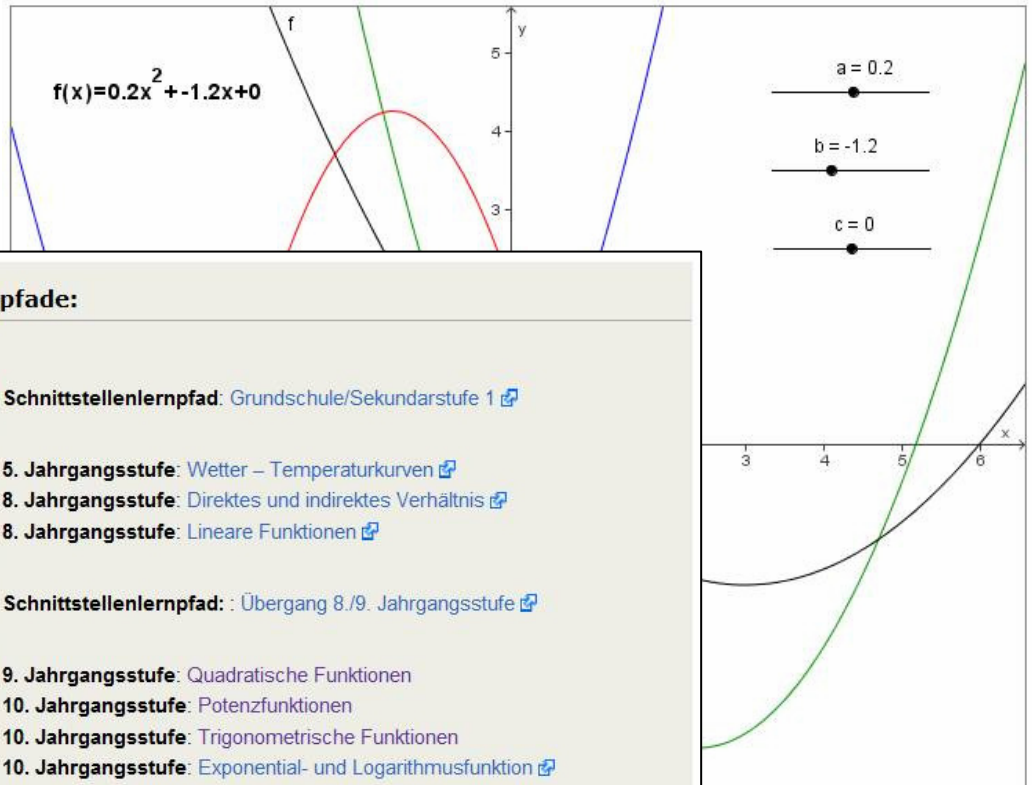 f
y
5
4
3
f(x)=0.2x²+-1.2x+0
a = 0.2
b = -1.2
c = 0
x
3 4 5 6
pfade:
Schnittstellenlernpfad: Grundschule/Sekundarstufe 1
5. Jahrgangsstufe: Wetter – Temperaturkurven
8. Jahrgangsstufe: Direktes und indirektes Verhältnis
8. Jahrgangsstufe: Lineare Funktionen
Schnittstellenlernpfad: : Übergang 8./9. Jahrgangsstufe
9. Jahrgangsstufe: Quadratische Funktionen
10. Jahrgangsstufe: Potenzfunktionen
10. Jahrgangsstufe: Trigonometrische Funktionen
10. Jahrgangsstufe: Exponential- und Logarithmusfunktion